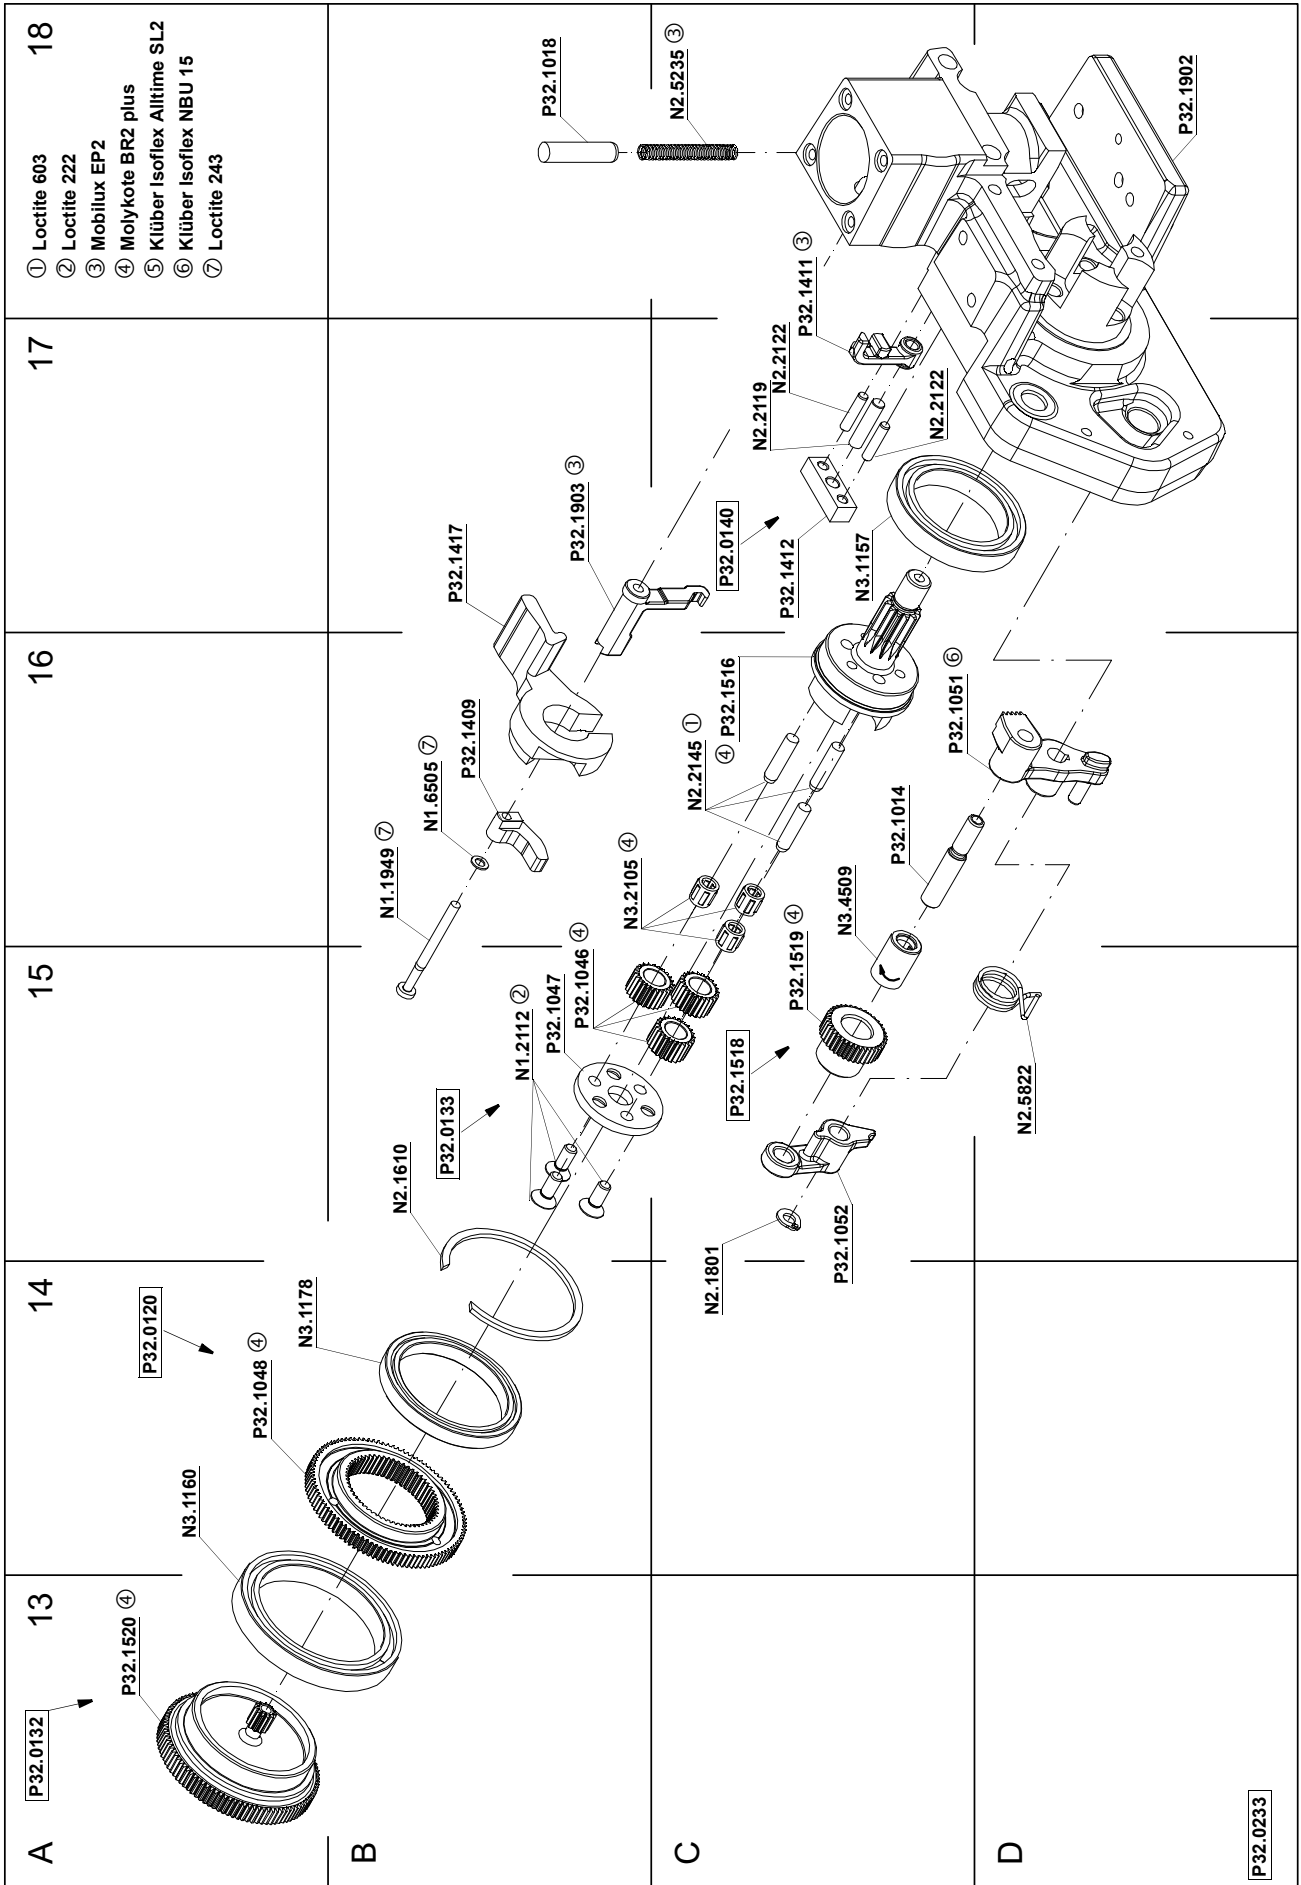 18
① Loctite 603
② Loctite 222
③ Mobilux EP2
④ Molykote BR2 plus
⑤ Klüber Isoflex Alltime SL2
⑥ Klüber Isoflex NBU 15
⑦ Loctite 243
P32.1018
N2.5235 ③
P32.1902
17
P32.1417
P32.1903 ③
P32.0140
P32.1412
N2.2119
N2.2122
P32.1411 ③
N2.2122
N3.1157
16
N1.1949 ⑦
N1.6505 ⑦
P32.1409
N3.2105 ④
N2.2145 ①
④
P32.1516
P32.1014
P32.1051 ⑥
15
N2.1610
P32.0133
N1.2112 ②
P32.1047
P32.1046 ④
P32.1518
P32.1519 ④
N3.4509
N2.5822
14
P32.0120
P32.1048 ④
N3.1178
N2.1801
P32.1052
N3.1160
13
P32.0132
P32.1520 ④
A
B
C
D
P32.0233